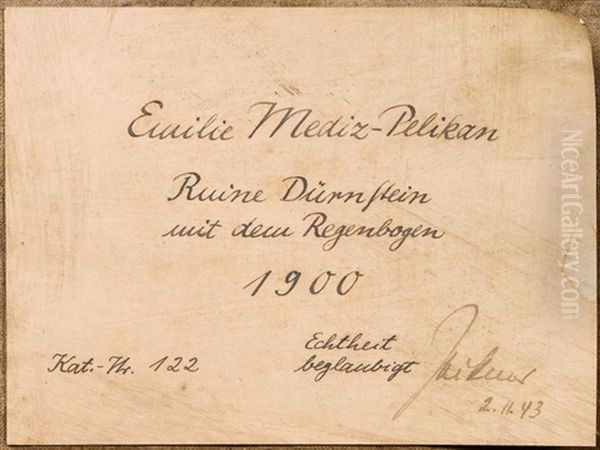 Emilie Mediz-Pelikan
Ruine Dürnstein
mit dem Regenbogen
1900
Kat.-Nr. 122
Echtheit
beglaubigt
2.11.43
NiceArtGallery.com